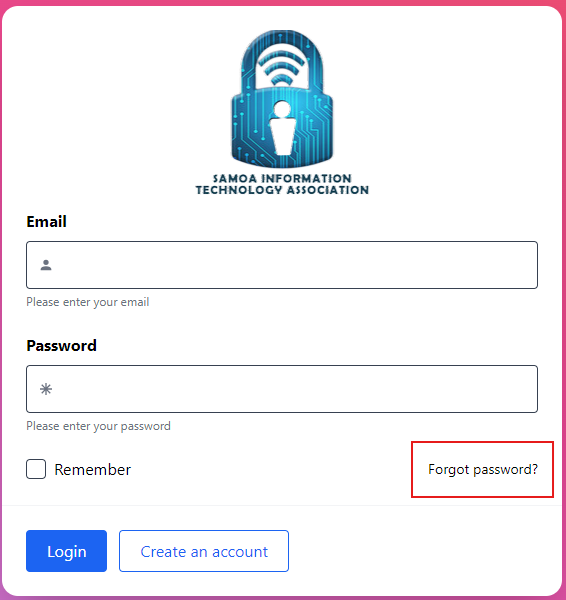 SAMOA INFORMATION
TECHNOLOGY ASSOCIATION
Email
Please enter your email
Password
Please enter your password
Remember
Forgot password?
Login
Create an account